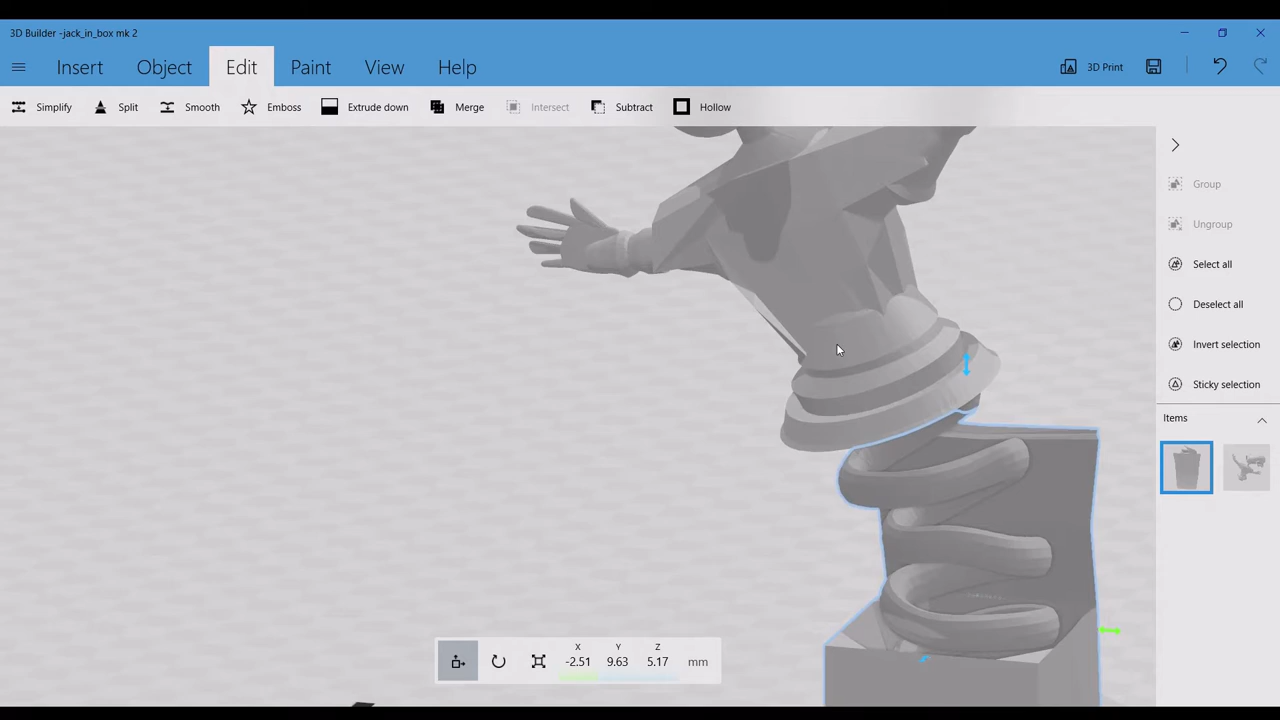 3D Builder -jack_in_box mk 2
Insert Object Edit Paint View Help 3D Print
Simplify Split Smooth Emboss Extrude down Merge Intersect Subtract Hollow
Group
Ungroup
Select all
Deselect all
Invert selection
Sticky selection
Items
X Y Z
-2.51 9.63 5.17 mm